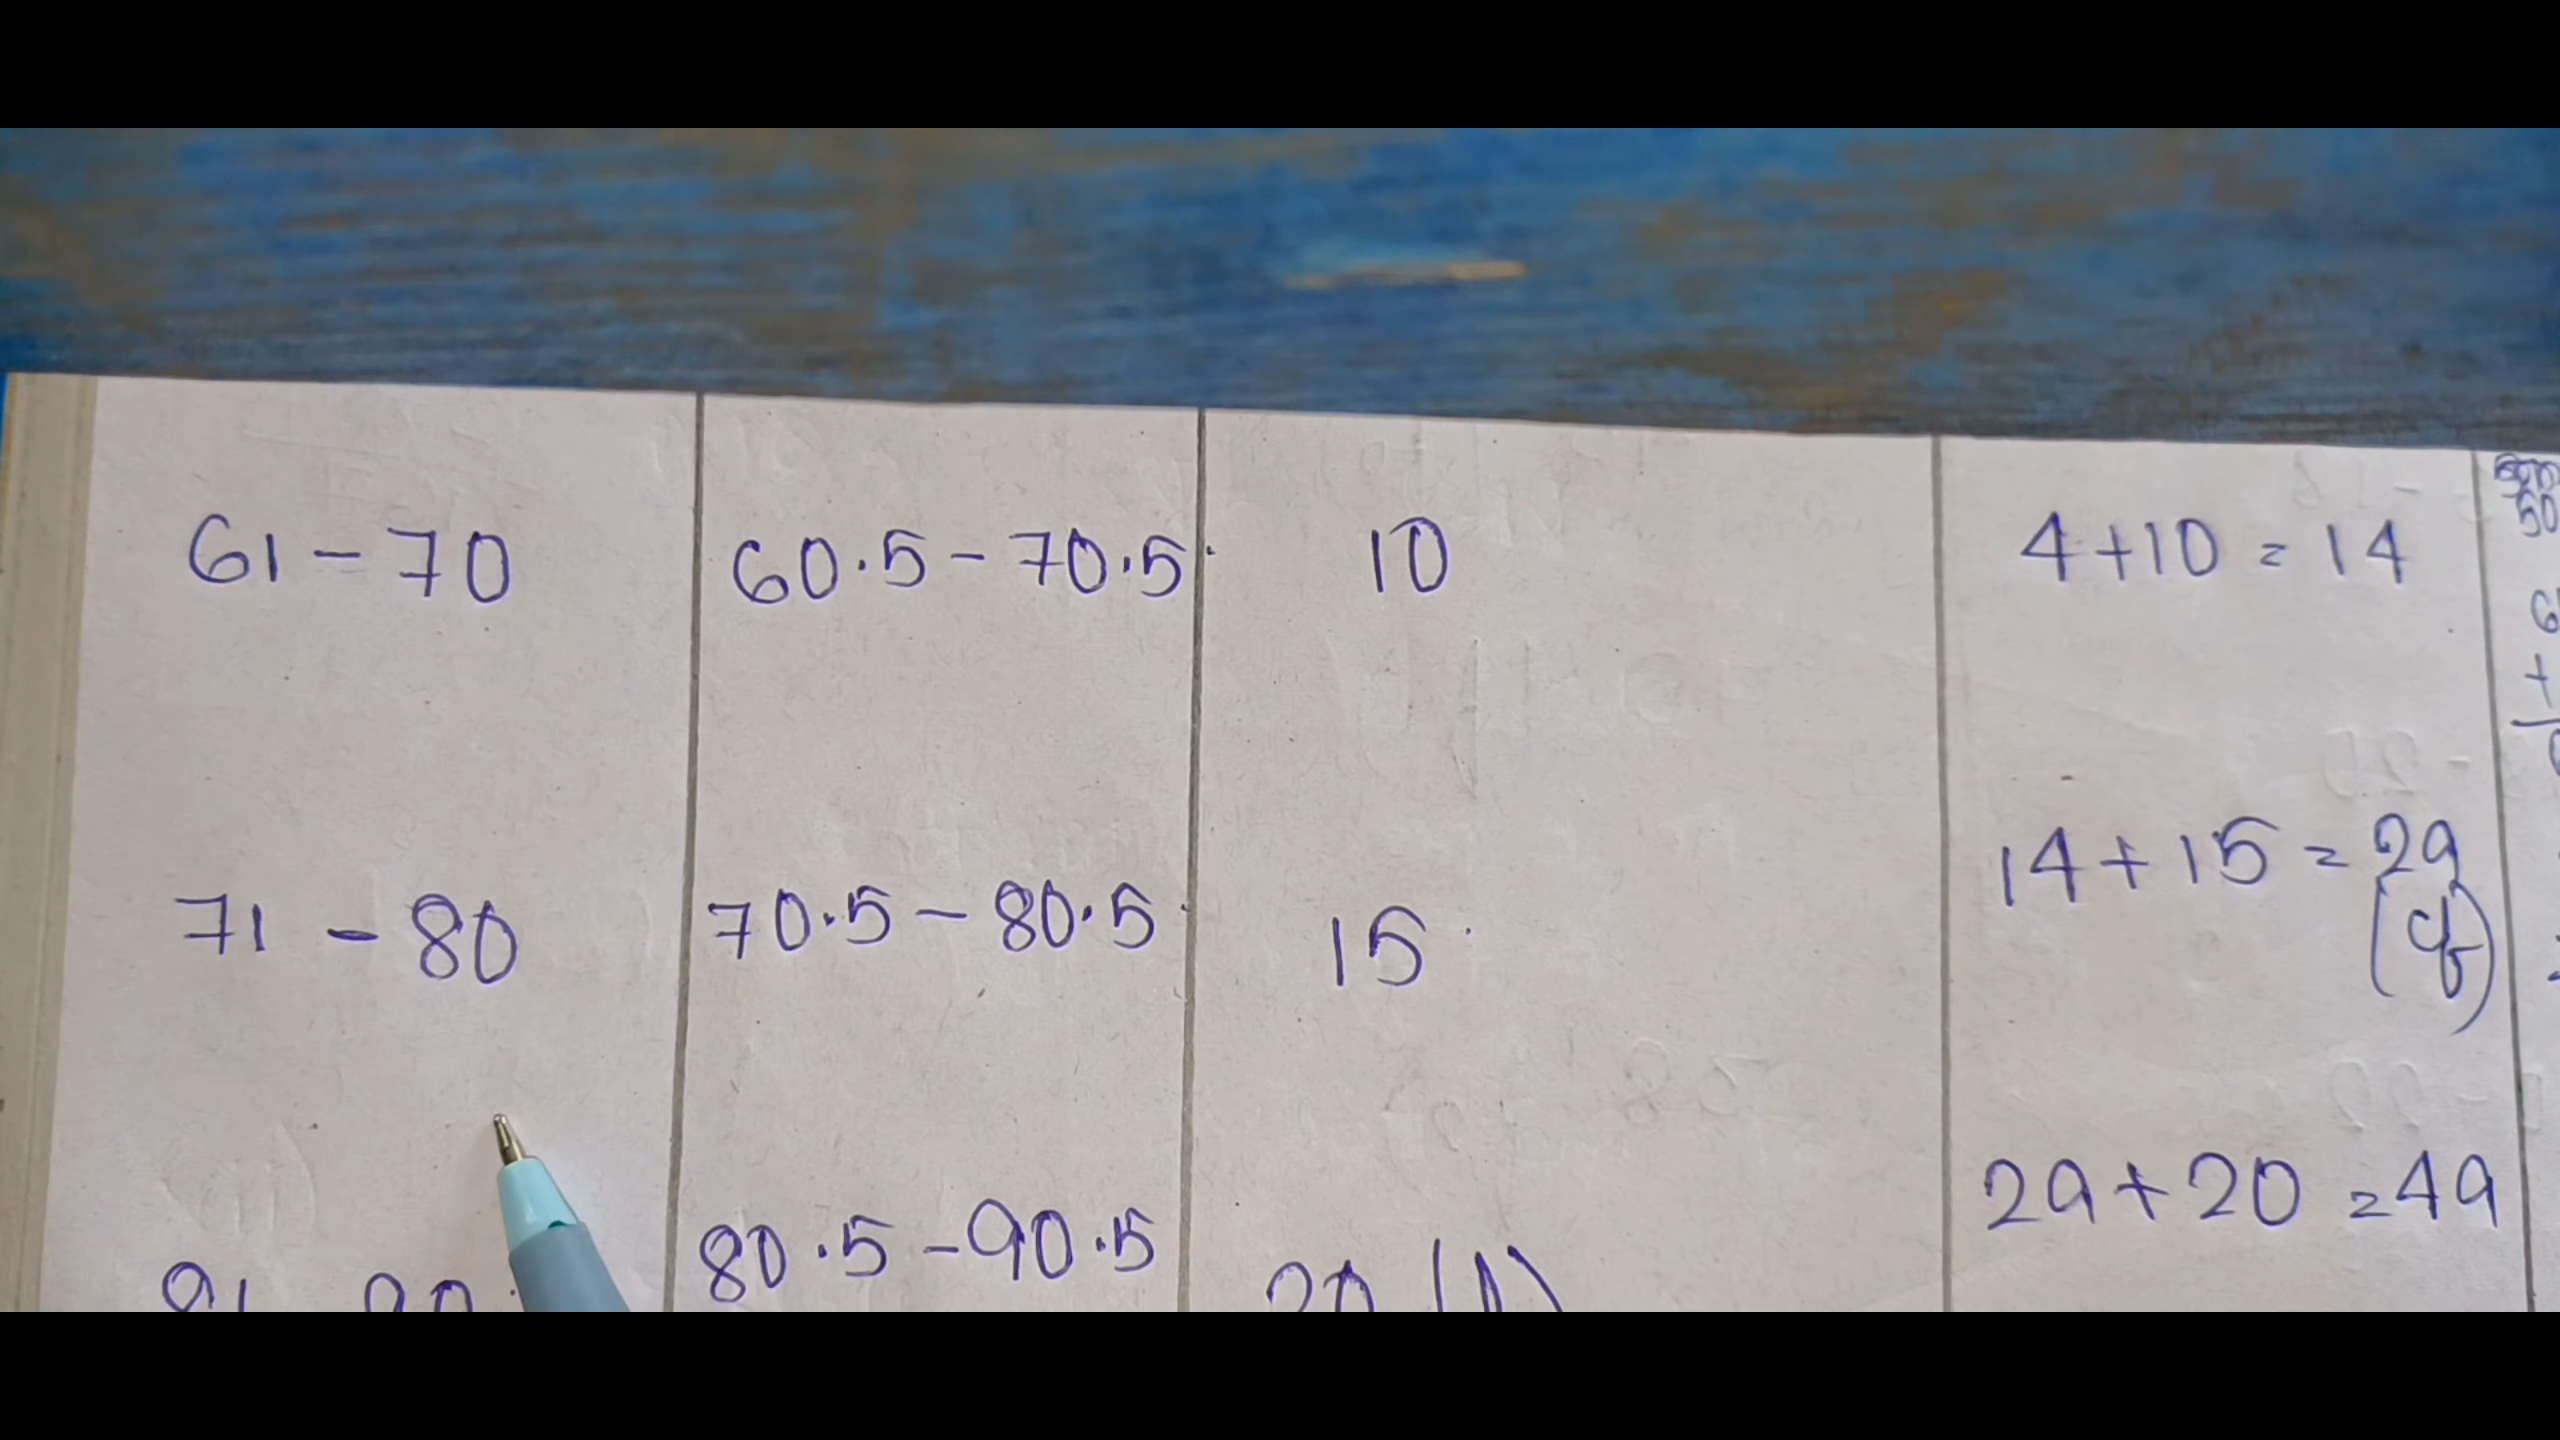 61 - 70 60.5 - 70.5 10 4+10 = 14
71 - 80 70.5 - 80.5 15 14+15 = 29
(cf)
80.5 - 90.5 29+20 = 49
50